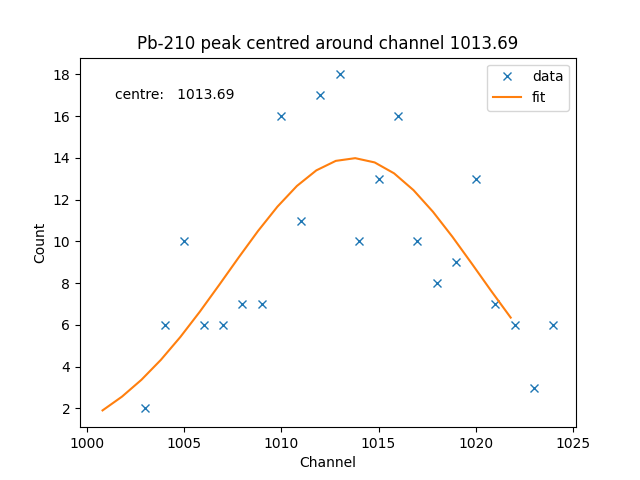 Pb-210 peak centred around channel 1013.69
centre: 1013.69
data
fit
18
16
14
12
10
8
6
4
2
Count
1000 1005 1010 1015 1020 1025
Channel